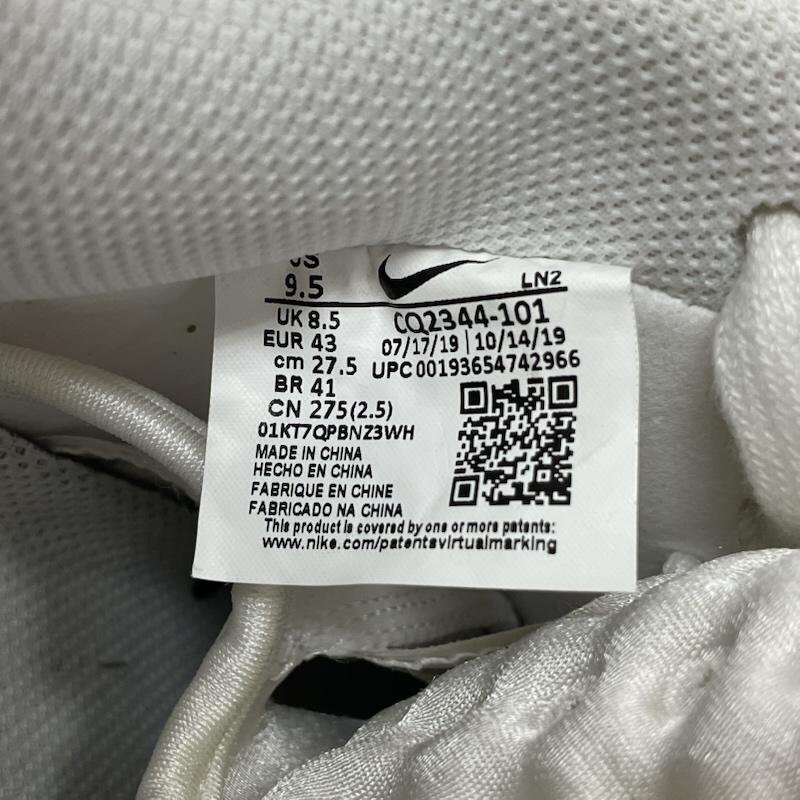 US
9.5
LN2
UK 8.5
CQ2344-101
EUR 43
07/17/19 | 10/14/19
cm 27.5
UPC00193654742966
BR 41
CN 275(2.5)
01KT7QPBNZ3WH
MADE IN CHINA
HECHO EN CHINA
FABRIQUE EN CHINE
FABRICADO NA CHINA
This product is covered by one or more patents:
www.nike.com/patentsvirtualmarking